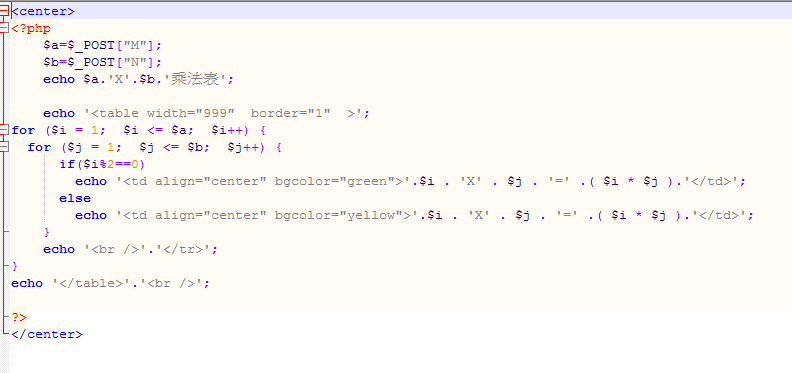 <center>
<?php
    $a=$_POST["M"];
    $b=$_POST["N"];
    echo $a.'X'.$b.'乘法表';
    echo '<table width="999"  border="1"  >';
for ($i = 1;  $i <= $a;  $i++) {
  for ($j = 1;  $j <= $b;  $j++) {
      if($i%2==0)
        echo '<td align="center" bgcolor="green">'.$i . 'X' . $j . '=' .( $i * $j ).'</td>';
      else
        echo '<td align="center" bgcolor="yellow">'.$i . 'X' . $j . '=' .( $i * $j ).'</td>';
    }
    echo '<br />'.'</tr>';
}
echo '</table>'.'<br />';
?>
</center>